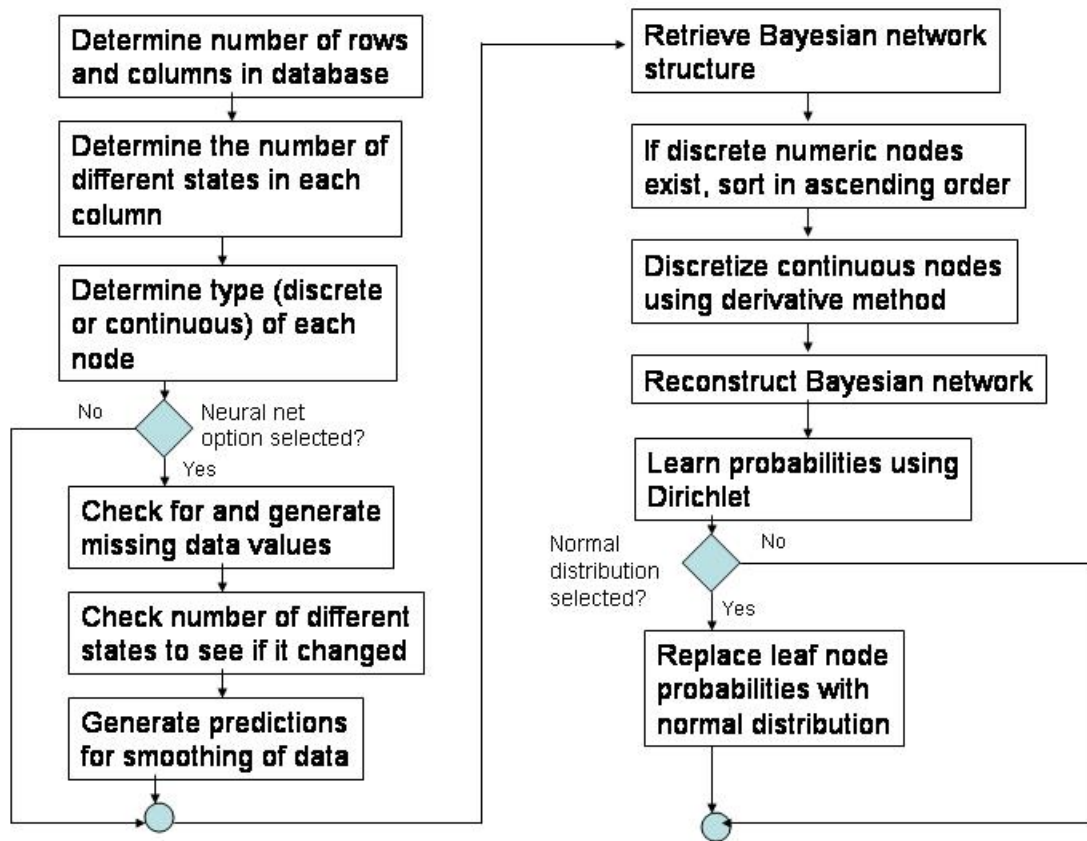 Determine number of rows
and columns in database
Determine the number of
different states in each
column
Determine type (discrete
or continuous) of each
node
No
Neural net
option selected?
Yes
Check for and generate
missing data values
Check number of different
states to see if it changed
Generate predictions
for smoothing of data
Retrieve Bayesian network
structure
If discrete numeric nodes
exist, sort in ascending order
Discretize continuous nodes
using derivative method
Reconstruct Bayesian network
Learn probabilities using
Dirichlet
Normal
distribution
selected?
No
Yes
Replace leaf node
probabilities with
normal distribution